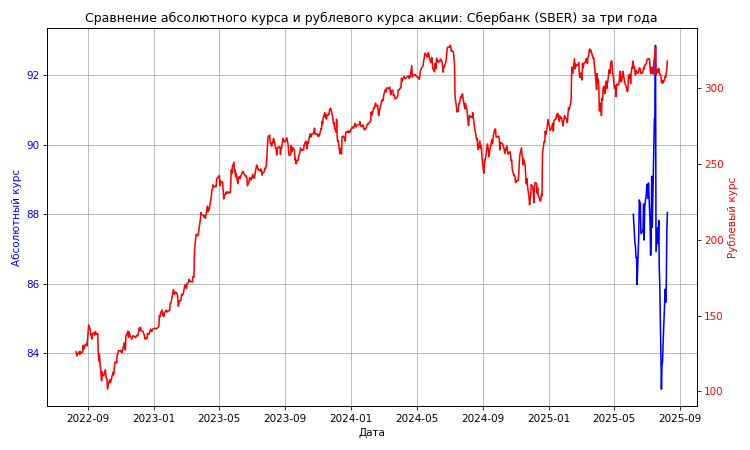 Сравнение абсолютного курса и рублевого курса акции: Сбербанк (SBER) за три года
Абсолютный курс
92
90
88
86
84
Рублевый курс
300
250
200
150
100
2022-09 2023-01 2023-05 2023-09 2024-01 2024-05 2024-09 2025-01 2025-05 2025-09
Дата